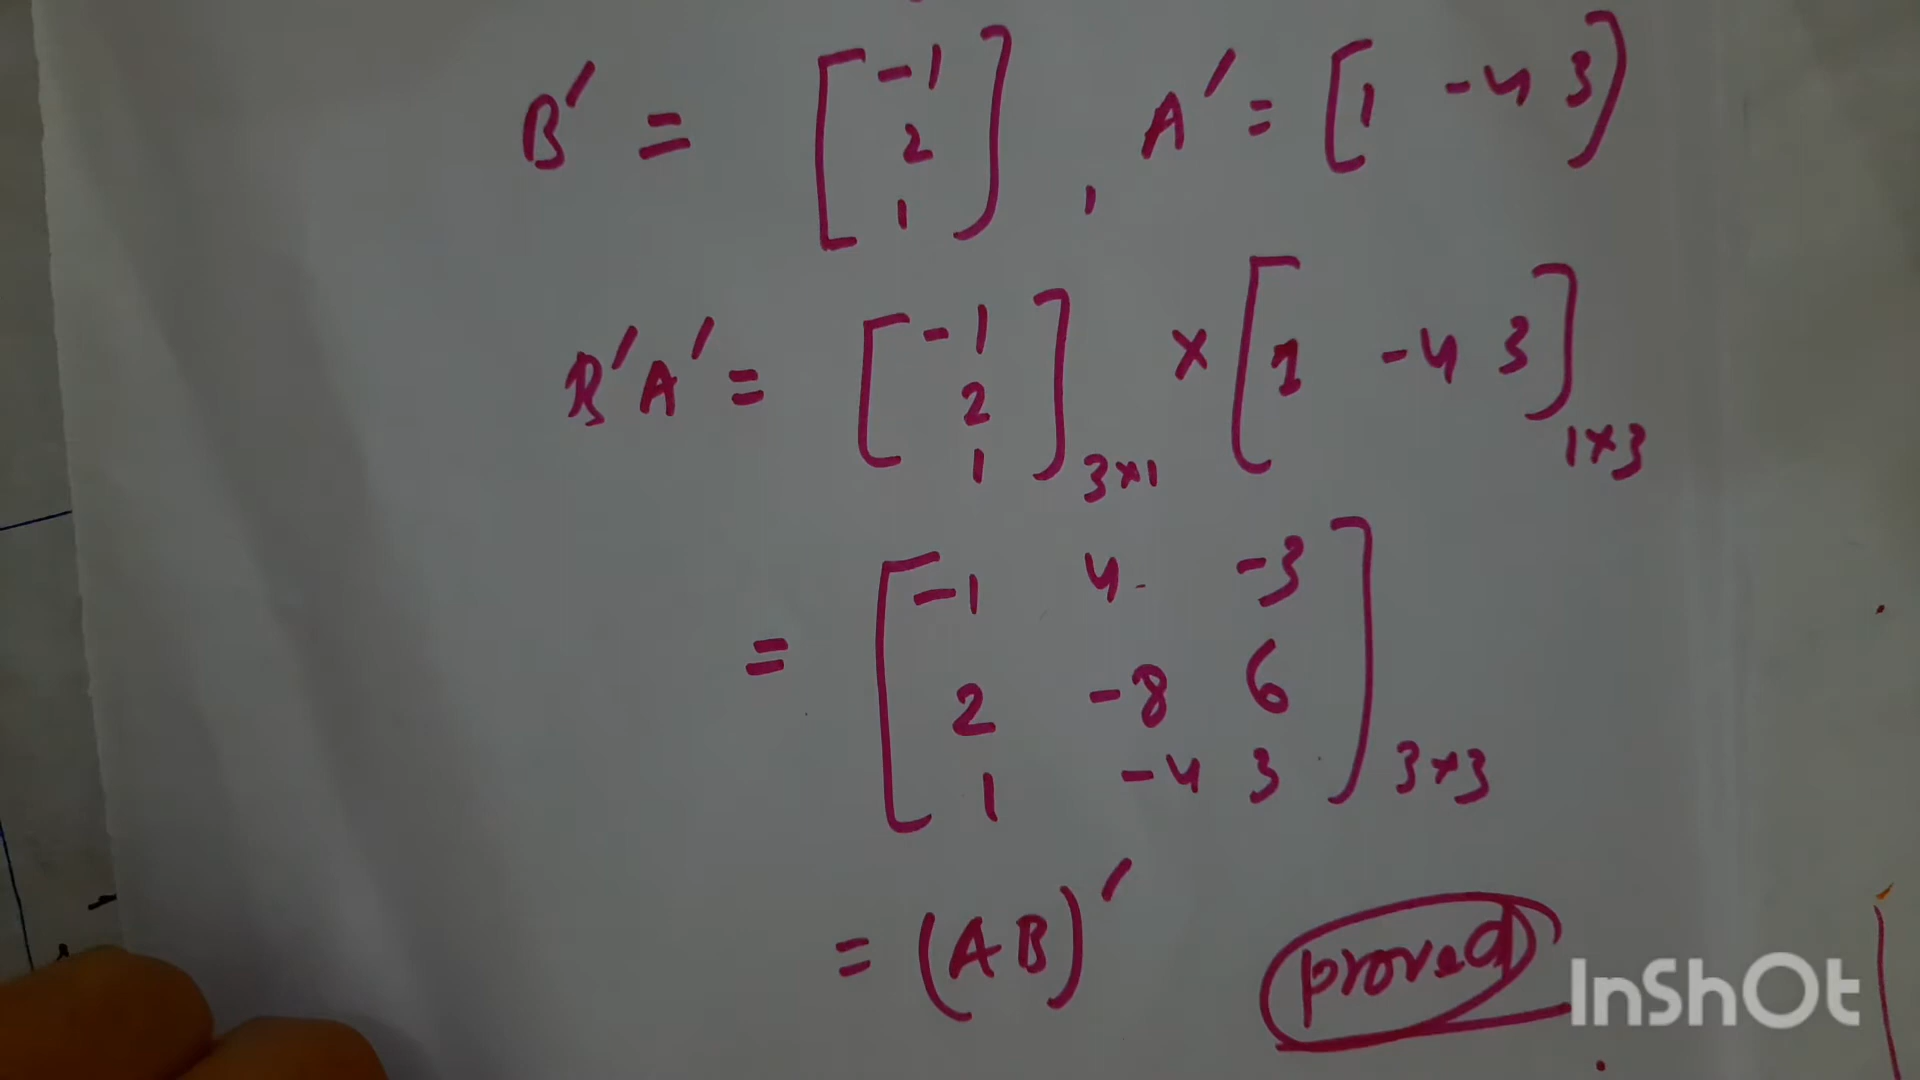 B′ = [-1 2 1], A′ = [1 -4 3]
B′A′ = [-1 2 1]3×1 × [1 -4 3]1×3
= [-1 4 -3
2 -8 6
1 -4 3]3×3
= (AB)′ proved
InShOt